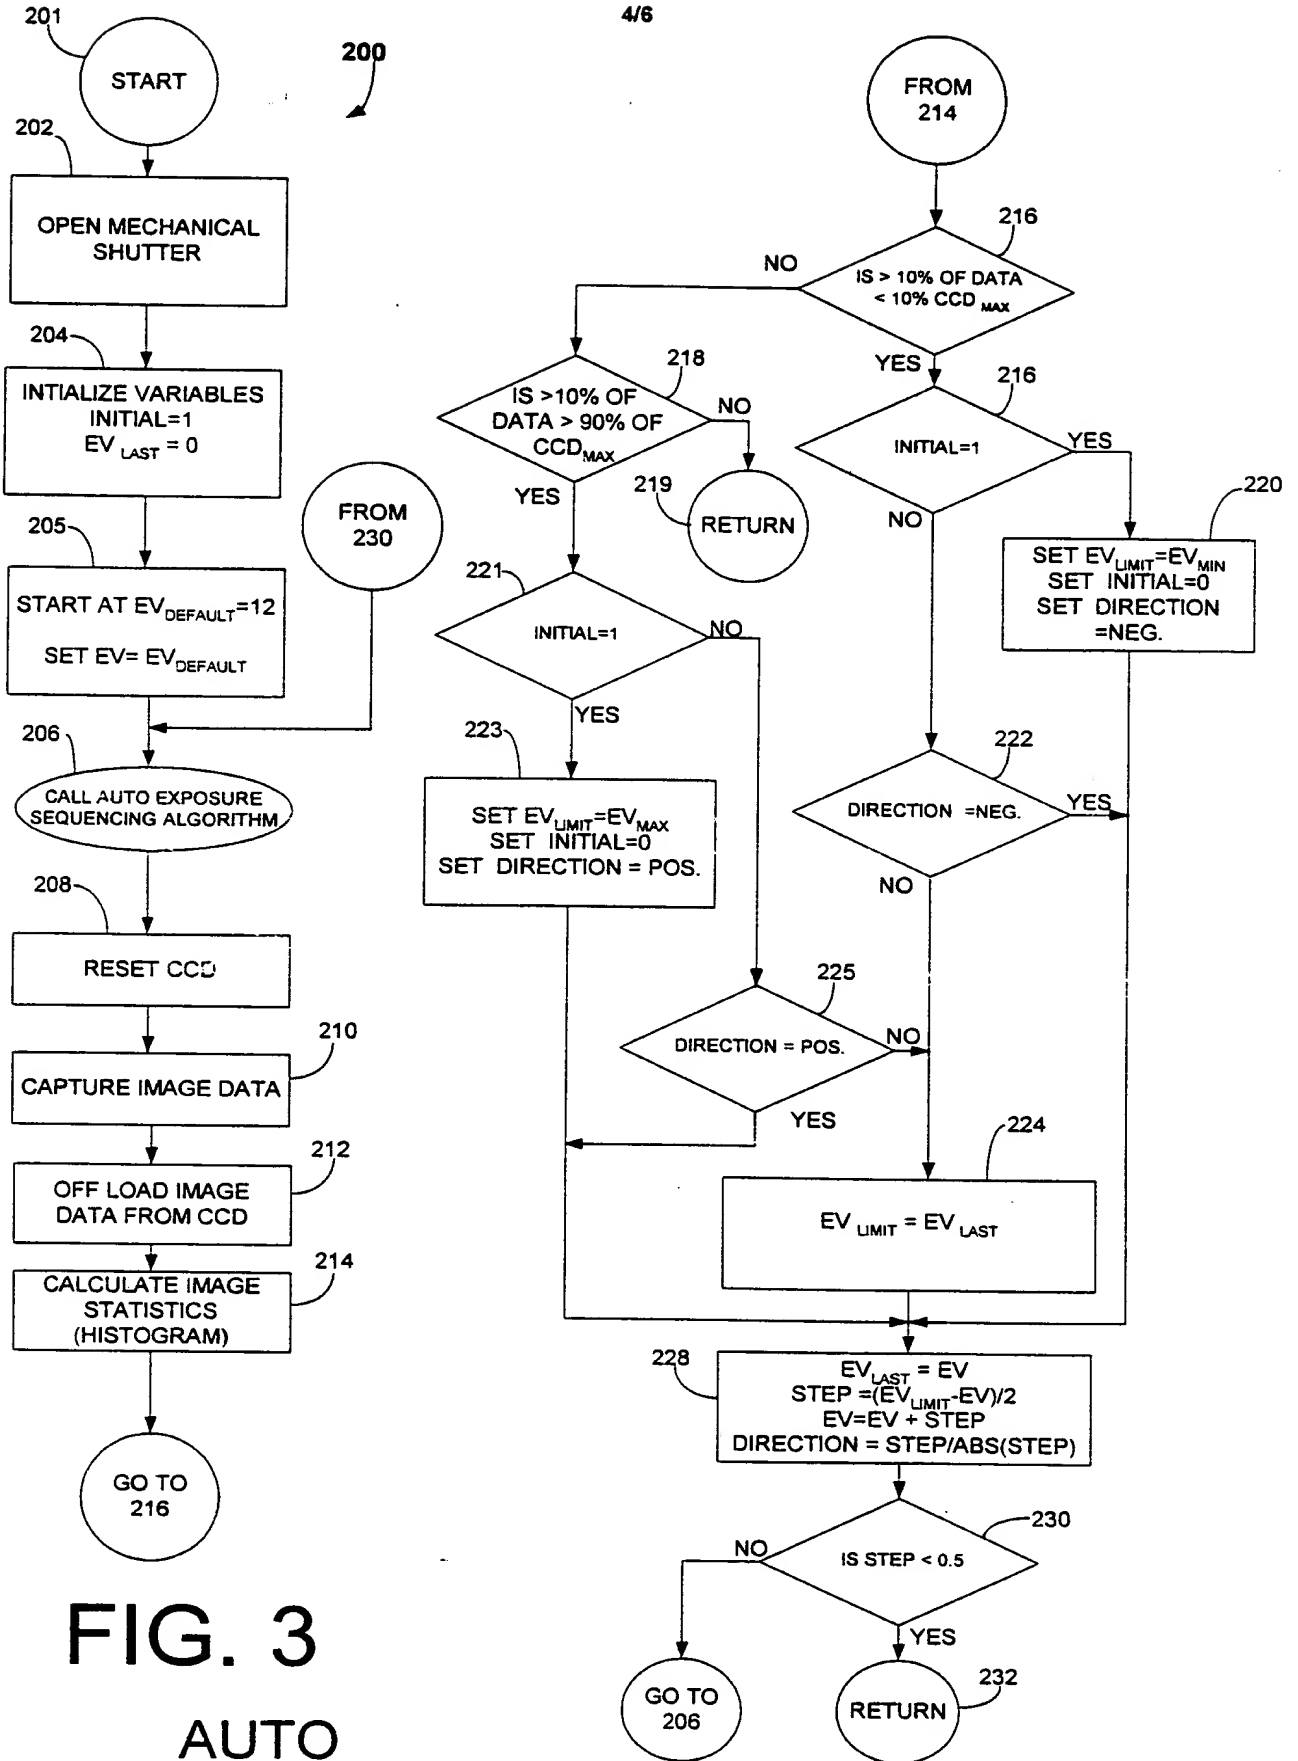 4/6
200
201
START
202
OPEN MECHANICAL
SHUTTER
204
INTIALIZE VARIABLES
INITIAL=1
EV LAST = 0
205
START AT EVDEFAULT=12
SET EV= EVDEFAULT
FROM
230
206
CALL AUTO EXPOSURE
SEQUENCING ALGORITHM
208
RESET CCD
210
CAPTURE IMAGE DATA
212
OFF LOAD IMAGE
DATA FROM CCD
214
CALCULATE IMAGE
STATISTICS
(HISTOGRAM)
GO TO
216
FROM
214
216
IS > 10% OF DATA
< 10% CCD MAX
NO
YES
218
IS >10% OF
DATA > 90% OF
CCDMAX
NO
YES
219
RETURN
216
INITIAL=1
YES
NO
220
SET EVLIMIT=EVMIN
SET INITIAL=0
SET DIRECTION
=NEG.
221
INITIAL=1
NO
YES
223
SET EVLIMIT=EVMAX
SET INITIAL=0
SET DIRECTION = POS.
222
DIRECTION =NEG.
YES
NO
225
DIRECTION = POS.
NO
YES
224
EV LIMIT = EV LAST
228
EVLAST = EV
STEP =(EVLIMIT-EV)/2
EV=EV + STEP
DIRECTION = STEP/ABS(STEP)
230
IS STEP < 0.5
NO
YES
GO TO
206
RETURN
232
FIG. 3
AUTO